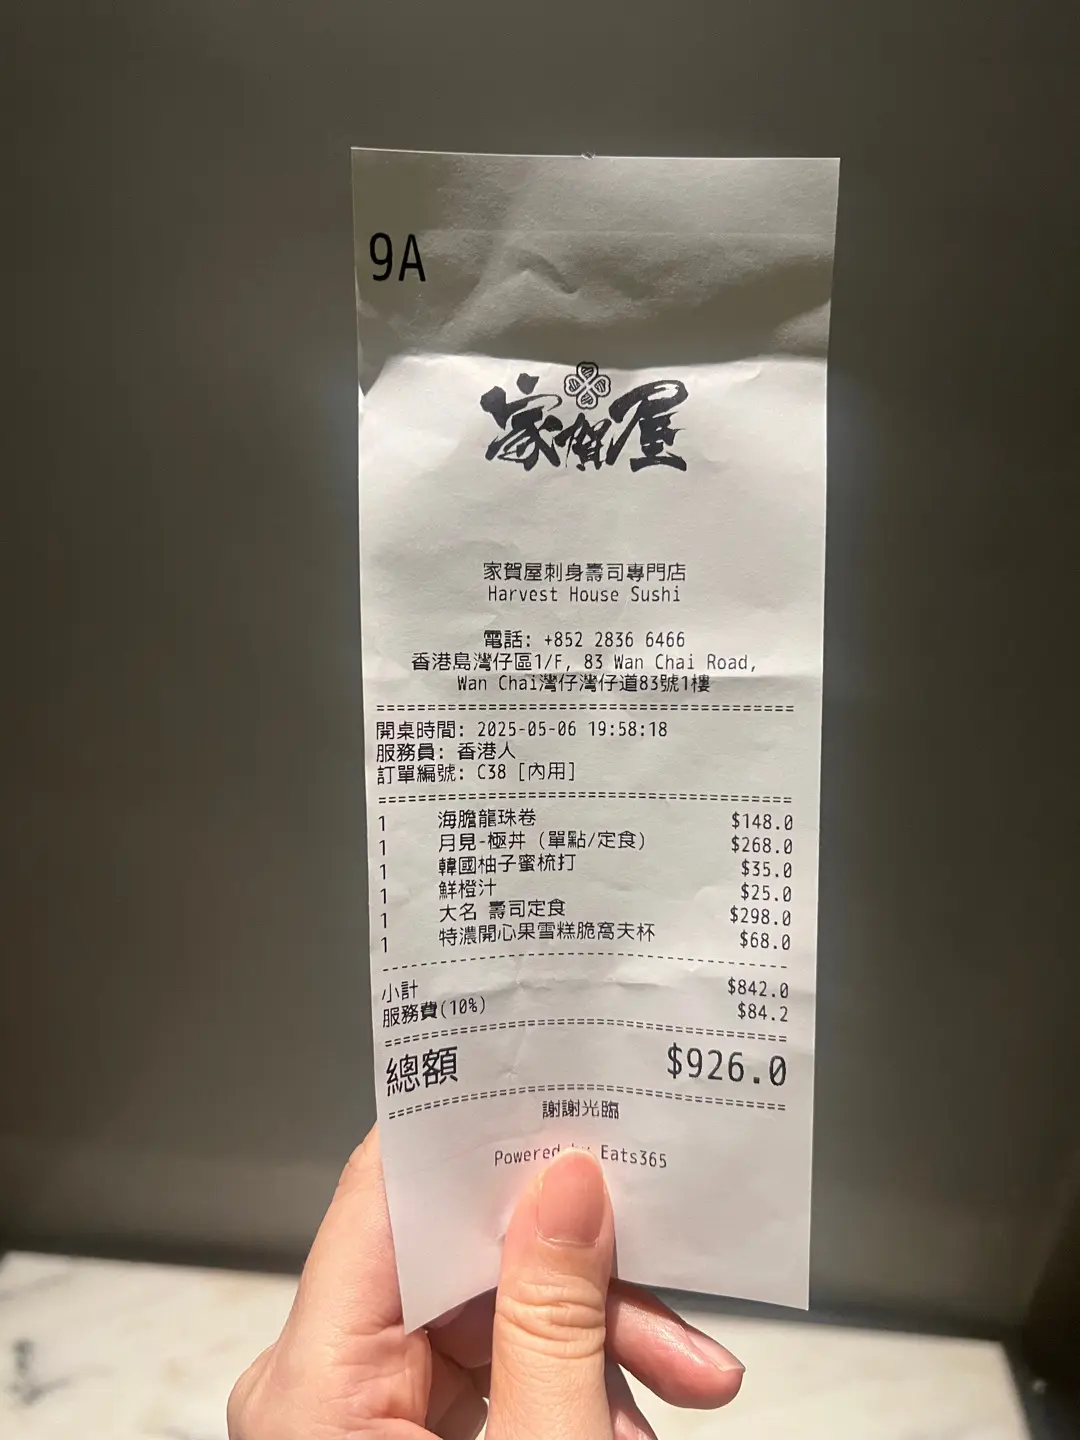 9A
家賀屋
家賀屋刺身壽司專門店
Harvest House Sushi
電話: +852 2836 6466
香港島灣仔區1/F, 83 Wan Chai Road,
Wan Chai灣仔灣仔道83號1樓
開桌時間: 2025-05-06 19:58:18
服務員: 香港人
訂單編號: C38 [內用]
1 海膽龍珠卷 $148.0
1 月見-極丼 (單點/定食) $268.0
1 韓國柚子蜜梳打 $35.0
1 鮮橙汁 $25.0
1 大名 壽司定食 $298.0
1 特濃開心果雪糕脆窩夫杯 $68.0
小計 $842.0
服務費(10%) $84.2
總額 $926.0
謝謝光臨
Powered by Eats365